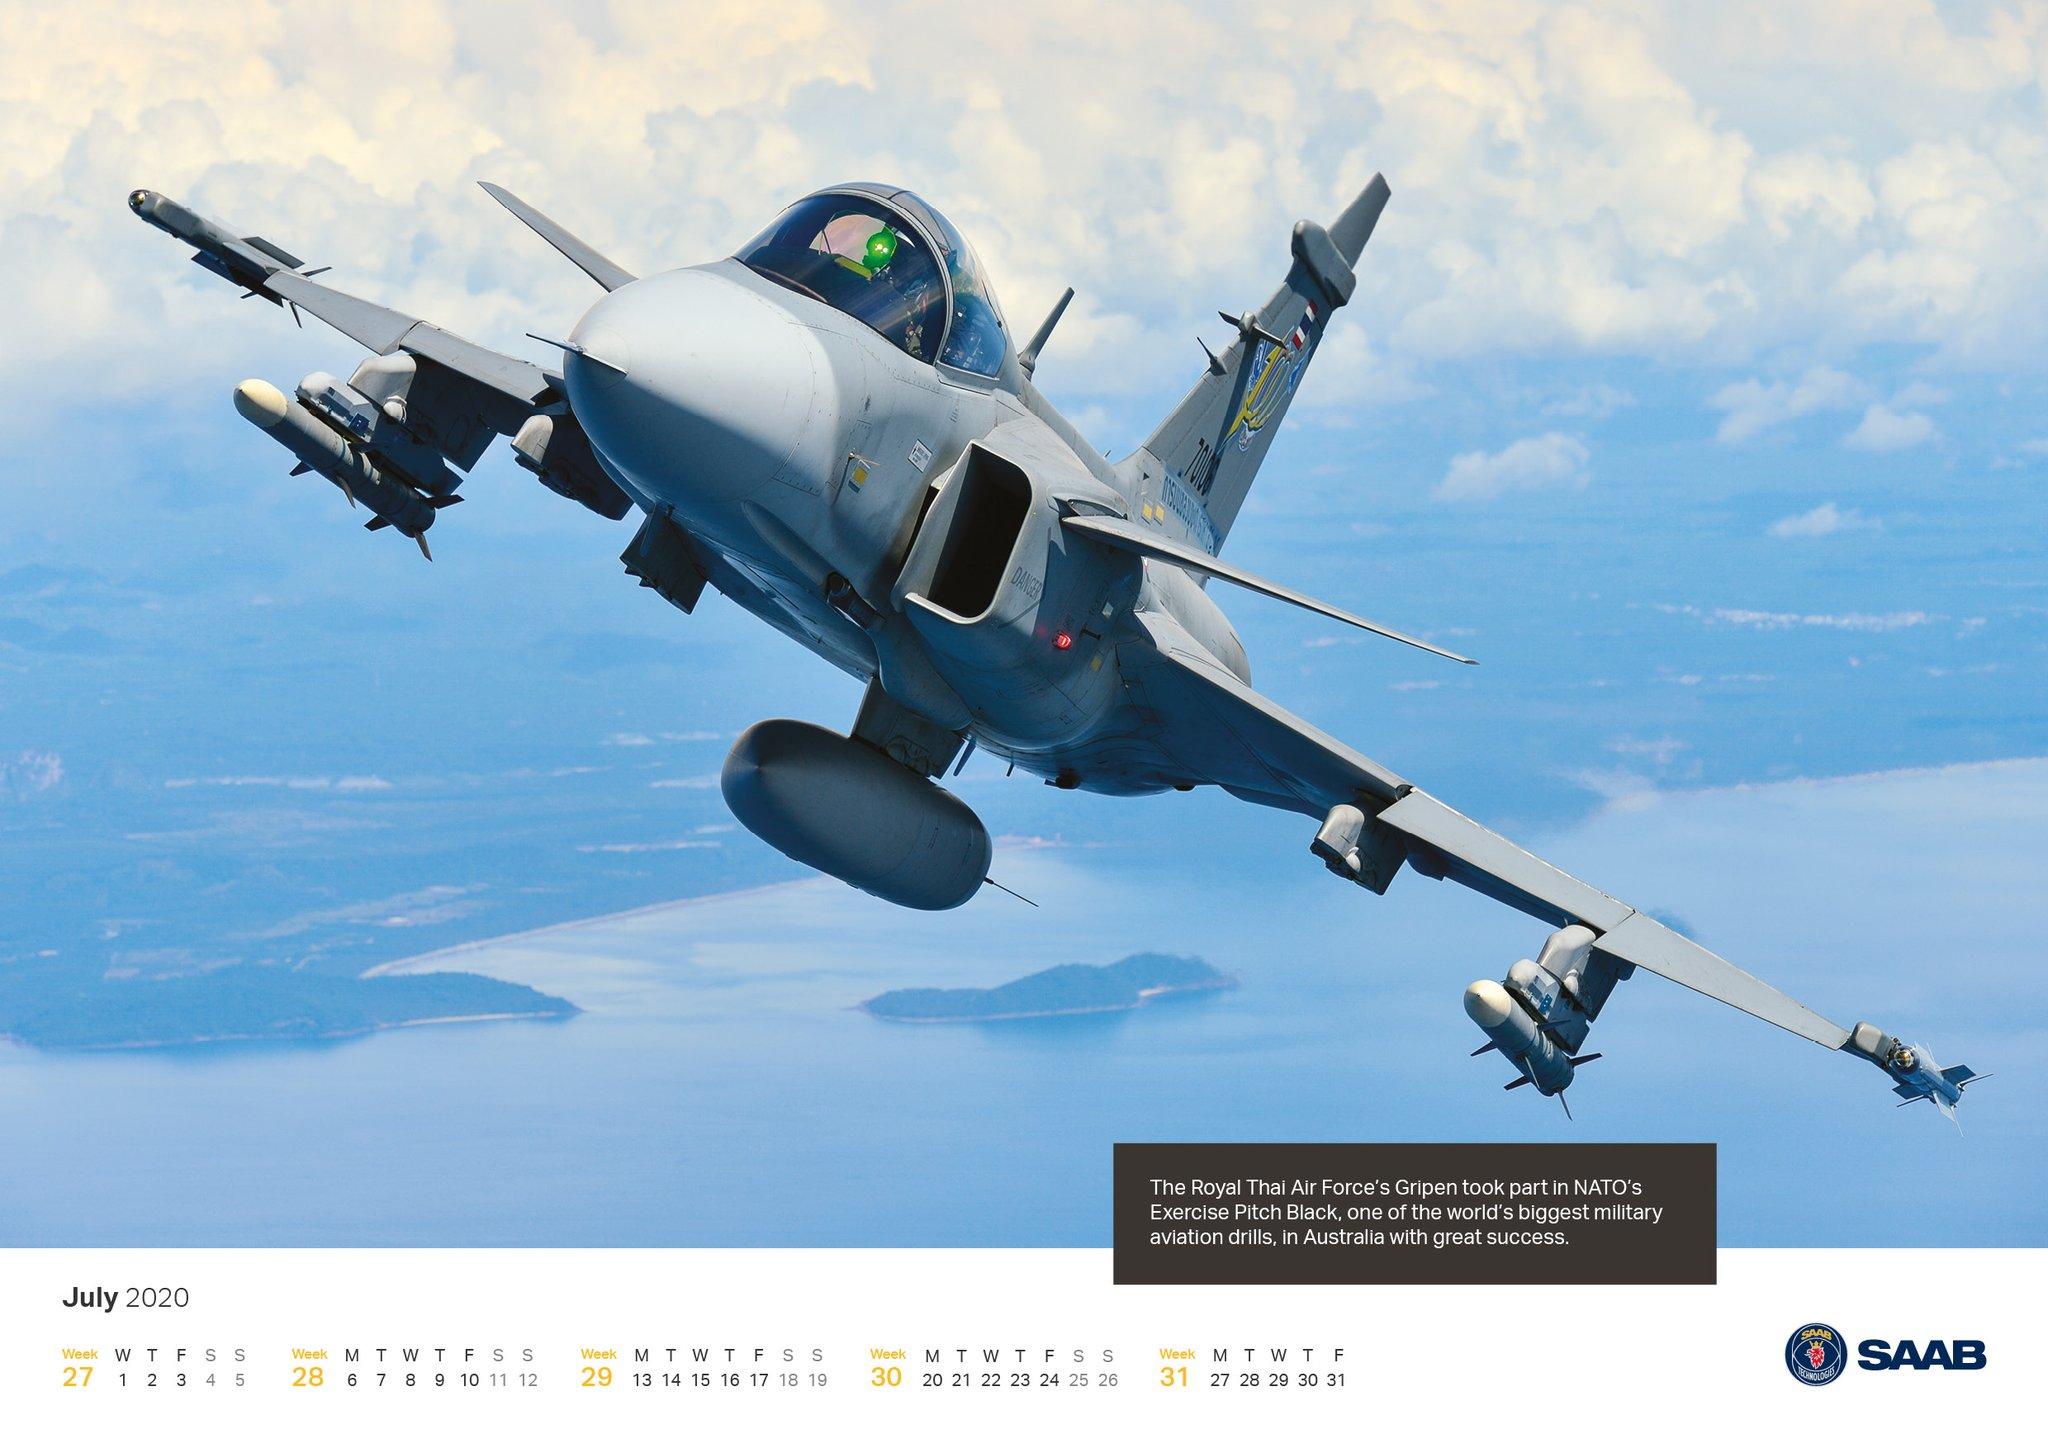 DANGER
The Royal Thai Air Force's Gripen took part in NATO's
Exercise Pitch Black, one of the world's biggest military
aviation drills, in Australia with great success.
July 2020
Week W T F S S Week M T W T F S S Week M T W T F S S Week M T W T F S S Week M T W T F
27 1 2 3 4 5 28 6 7 8 9 10 11 12 29 13 14 15 16 17 18 19 30 20 21 22 23 24 25 26 31 27 28 29 30 31
SAAB
TECHNOLOGIES
SAAB